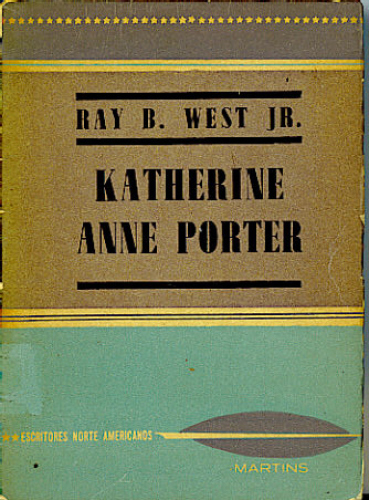 RAY B. WEST JR.
KATHERINE
ANNE PORTER
ESCRITORES NORTE AMERICANOS
MARTINS